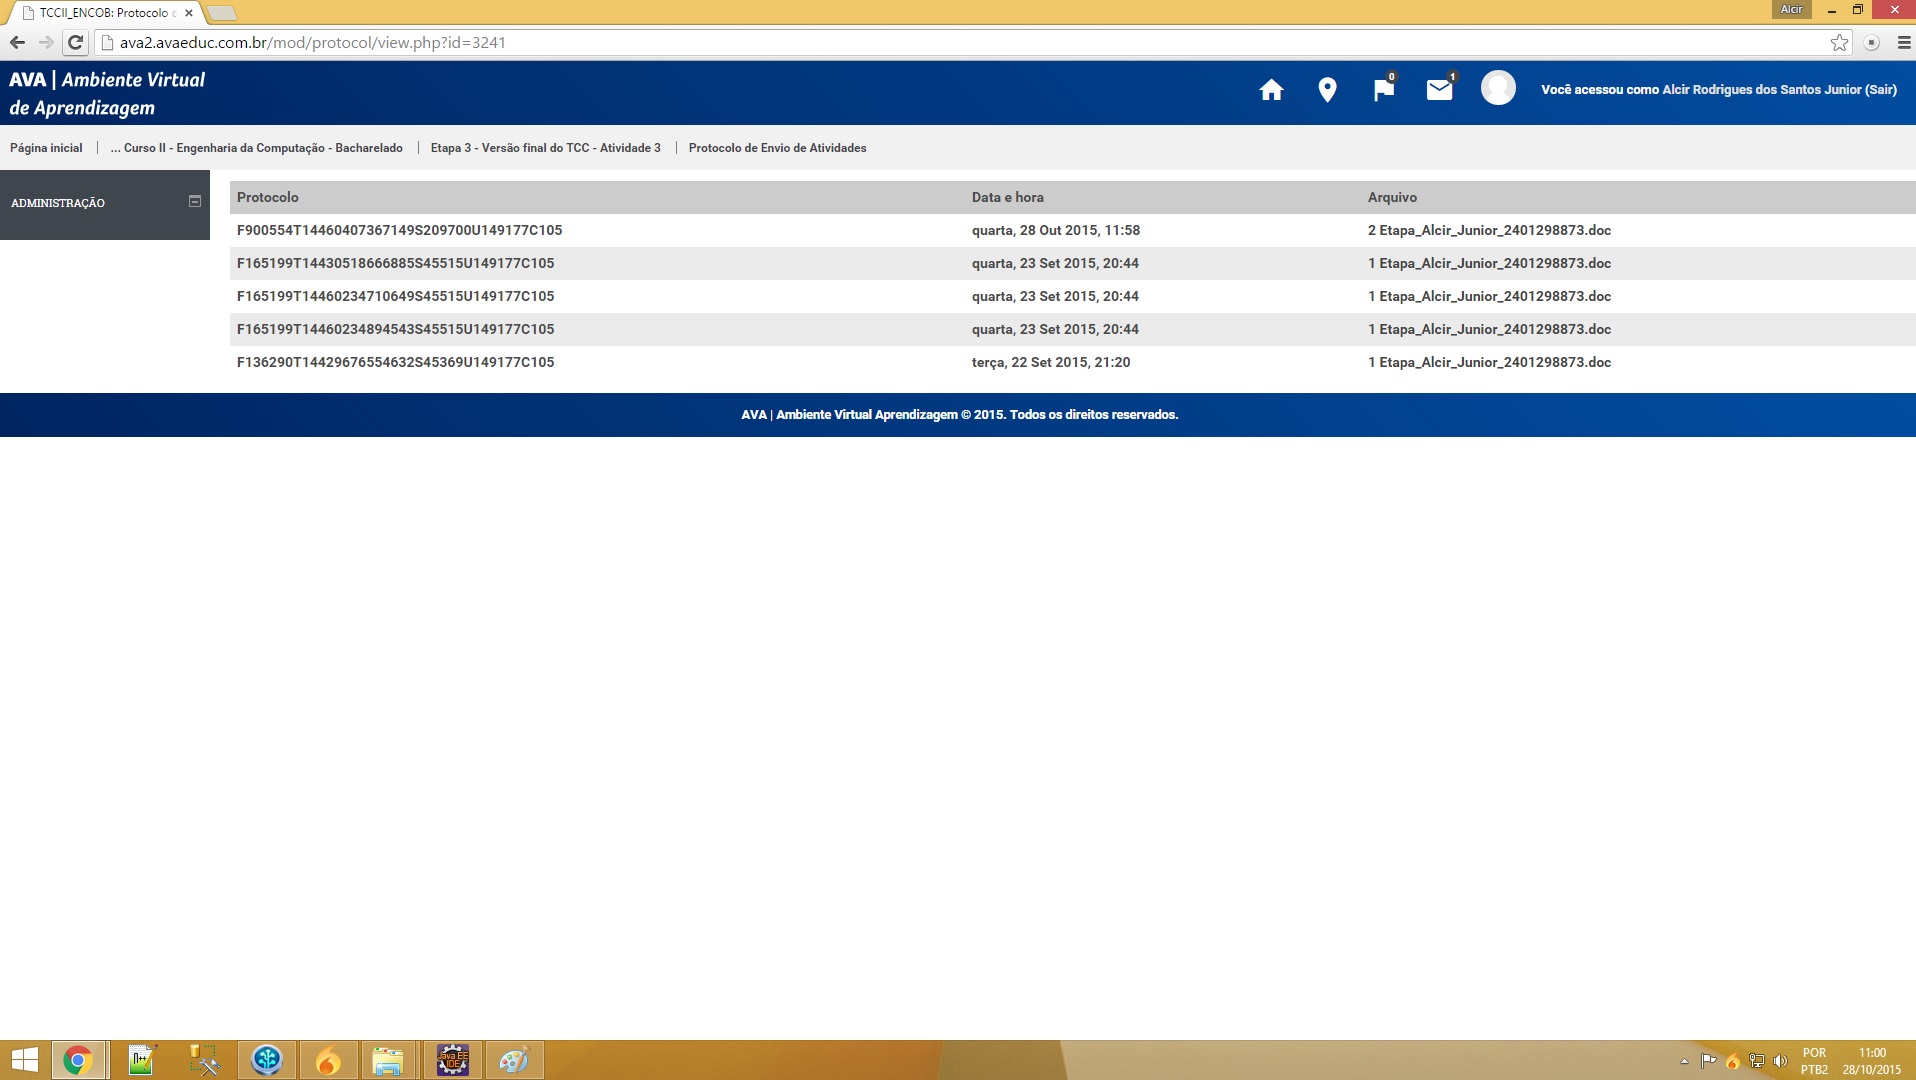 TCCII_ENCOB: Protocolo
Alcir
ava2.avaeduc.com.br/mod/protocol/view.php?id=3241
AVA | Ambiente Virtual
de Aprendizagem
0
1
Você acessou como Alcir Rodrigues dos Santos Junior (Sair)
Página inicial | ... Curso II - Engenharia da Computação - Bacharelado | Etapa 3 - Versão final do TCC - Atividade 3 | Protocolo de Envio de Atividades
ADMINISTRAÇÃO
Protocolo Data e hora Arquivo
F900554T14460407367149S209700U149177C105 quarta, 28 Out 2015, 11:58 2 Etapa_Alcir_Junior_2401298873.doc
F165199T14430518666885S45515U149177C105 quarta, 23 Set 2015, 20:44 1 Etapa_Alcir_Junior_2401298873.doc
F165199T14460234710649S45515U149177C105 quarta, 23 Set 2015, 20:44 1 Etapa_Alcir_Junior_2401298873.doc
F165199T14460234894543S45515U149177C105 quarta, 23 Set 2015, 20:44 1 Etapa_Alcir_Junior_2401298873.doc
F136290T14429676554632S45369U149177C105 terça, 22 Set 2015, 21:20 1 Etapa_Alcir_Junior_2401298873.doc
AVA | Ambiente Virtual Aprendizagem © 2015. Todos os direitos reservados.
Java EE
IDE
POR 11:00
PTB2 28/10/2015